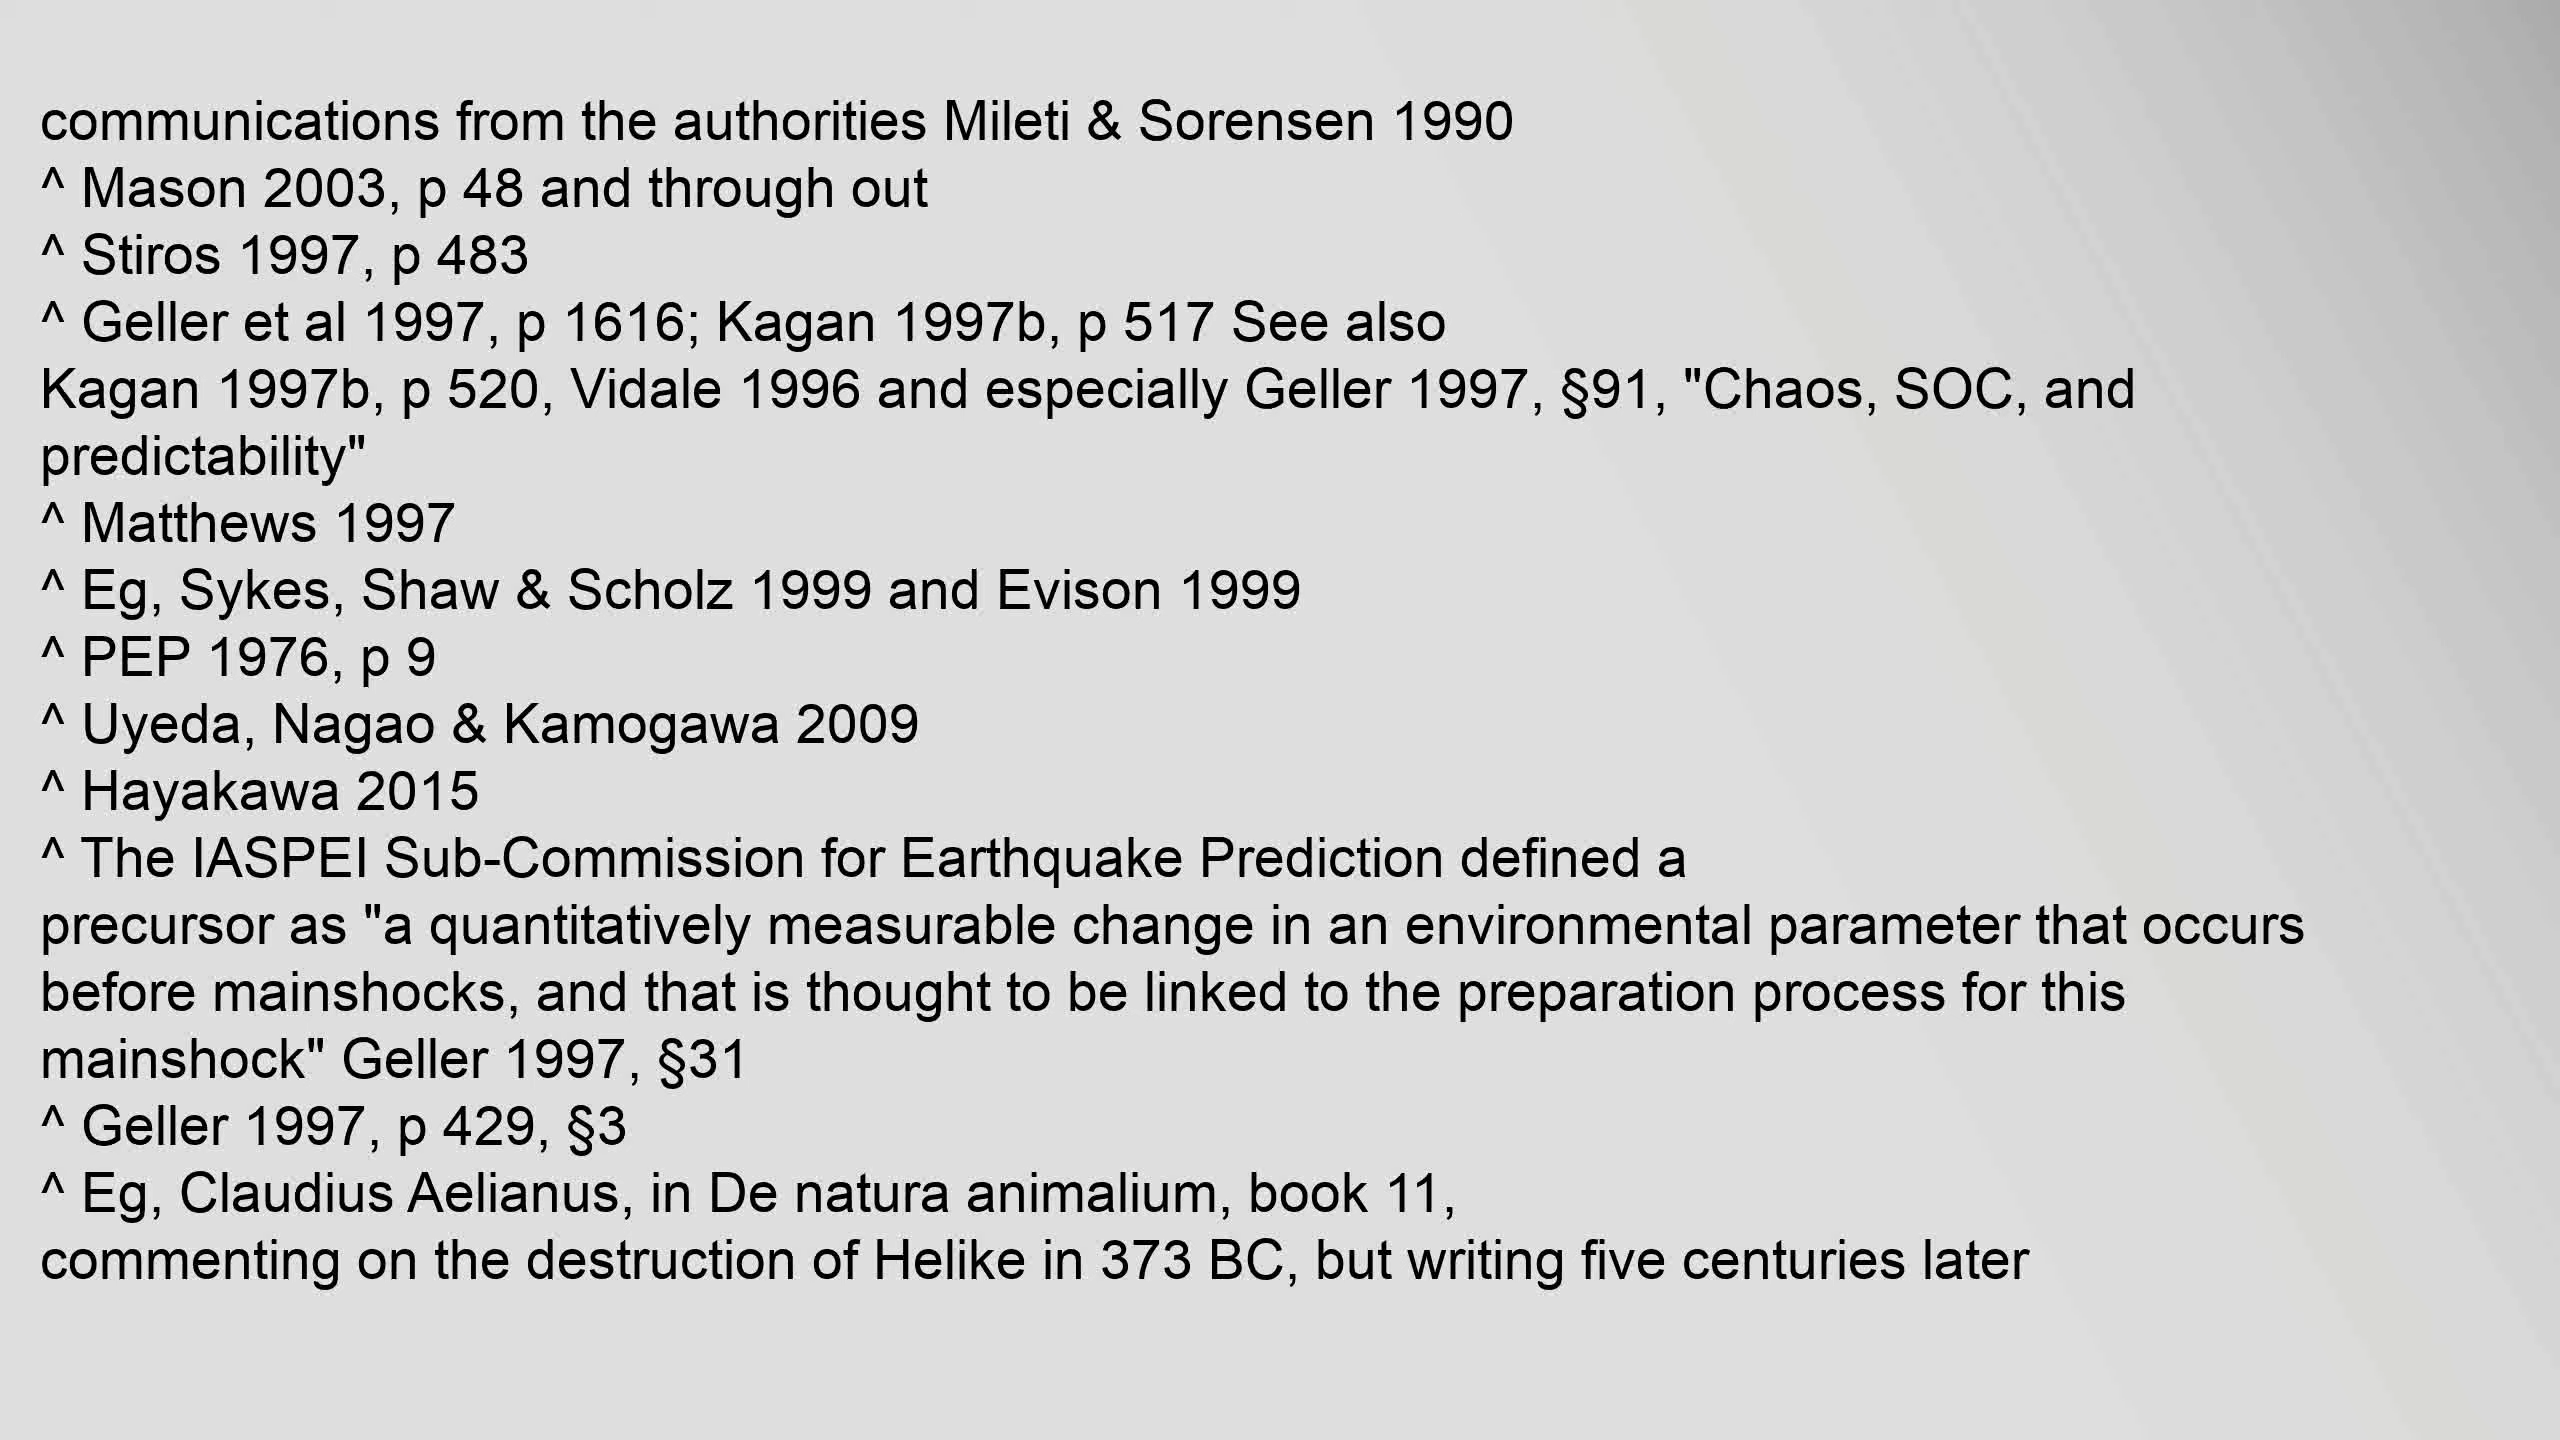 communications from the authorities Mileti & Sorensen 1990
^ Mason 2003, p 48 and through out
^ Stiros 1997, p 483
^ Geller et al 1997, p 1616; Kagan 1997b, p 517 See also
Kagan 1997b, p 520, Vidale 1996 and especially Geller 1997, §91, "Chaos, SOC, and
predictability"
^ Matthews 1997
^ Eg, Sykes, Shaw & Scholz 1999 and Evison 1999
^ PEP 1976, p 9
^ Uyeda, Nagao & Kamogawa 2009
^ Hayakawa 2015
^ The IASPEI Sub-Commission for Earthquake Prediction defined a
precursor as "a quantitatively measurable change in an environmental parameter that occurs
before mainshocks, and that is thought to be linked to the preparation process for this
mainshock" Geller 1997, §31
^ Geller 1997, p 429, §3
^ Eg, Claudius Aelianus, in De natura animalium, book 11,
commenting on the destruction of Helike in 373 BC, but writing five centuries later